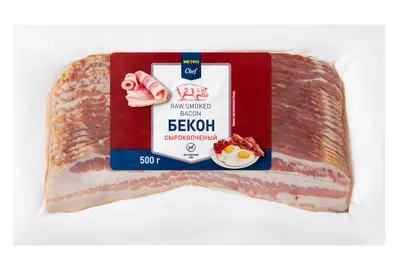 METRO
Chef
RAW SMOKED
BACON
БЕКОН
СЫРОКОПЧЕНЫЙ
500 г